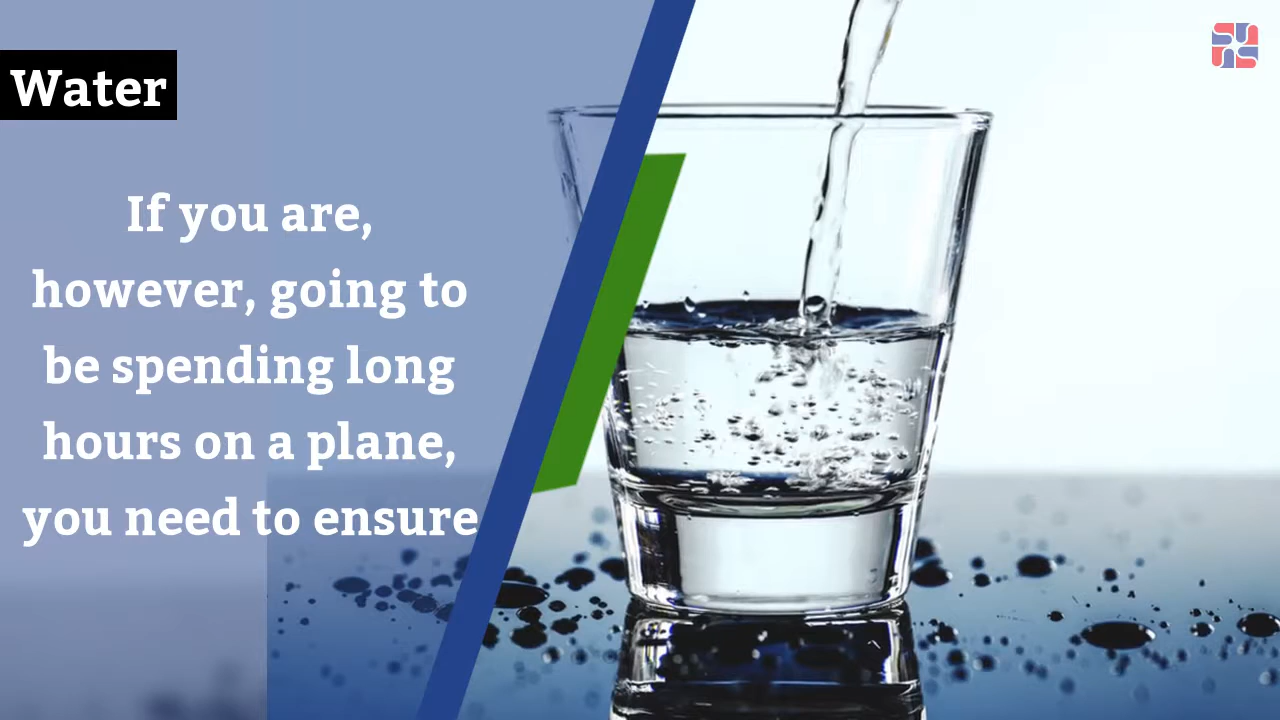 Water
If you are,
however, going to
be spending long
hours on a plane,
you need to ensure